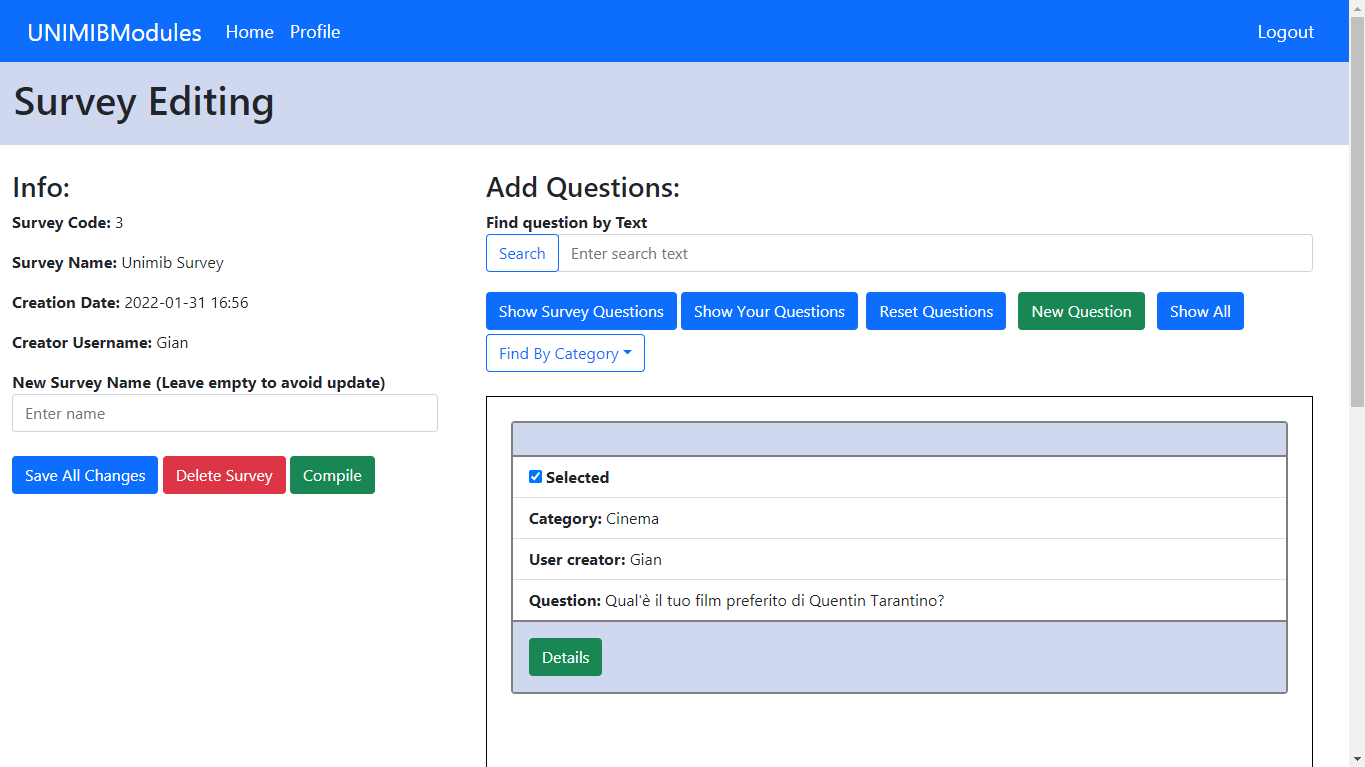 UNIMIBModules Home Profile Logout
Survey Editing
Info:
Survey Code: 3
Survey Name: Unimib Survey
Creation Date: 2022-01-31 16:56
Creator Username: Gian
New Survey Name (Leave empty to avoid update)
Enter name
Save All Changes Delete Survey Compile
Add Questions:
Find question by Text
Search Enter search text
Show Survey Questions Show Your Questions Reset Questions New Question Show All
Find By Category
Selected
Category: Cinema
User creator: Gian
Question: Qual'è il tuo film preferito di Quentin Tarantino?
Details